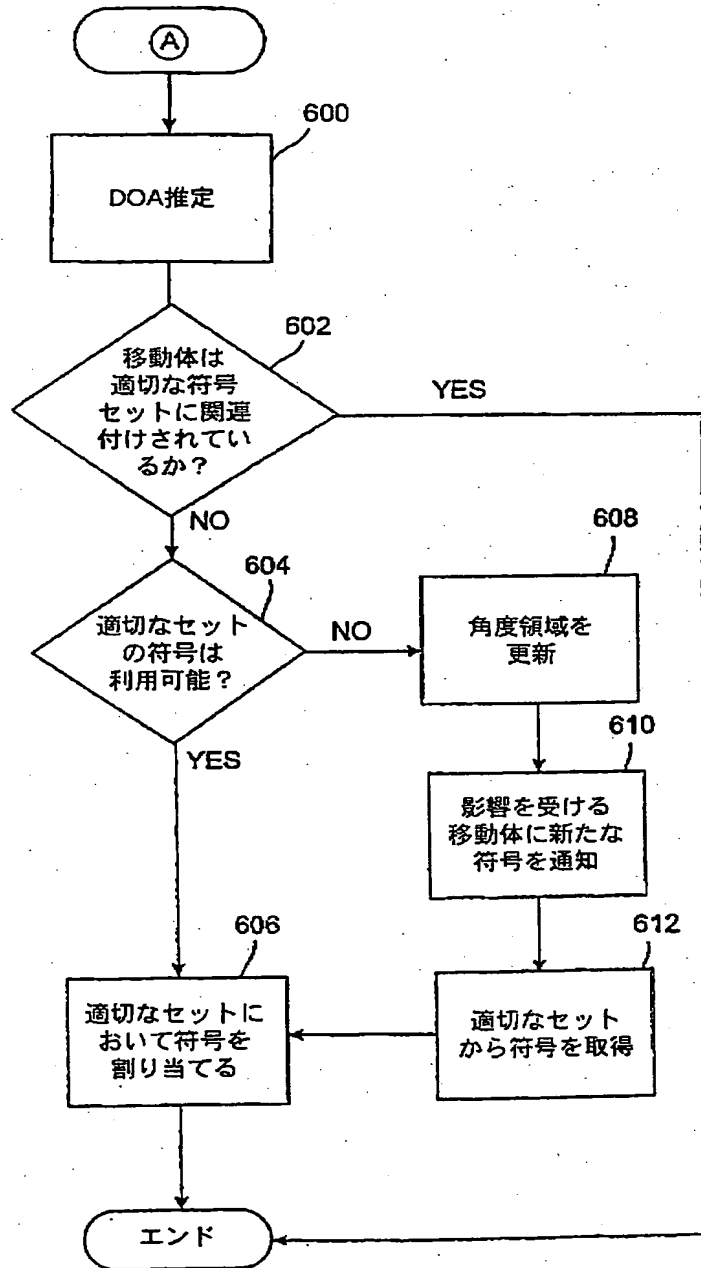 A
600
DOA推定
602
移動体は
適切な符号
セットに関連
付けされてい
るか？
YES
NO
604
適切なセット
の符号は
利用可能？
NO
YES
608
角度領域を
更新
610
影響を受ける
移動体に新たな
符号を通知
612
適切なセット
から符号を取得
606
適切なセットに
おいて符号を
割り当てる
エンド